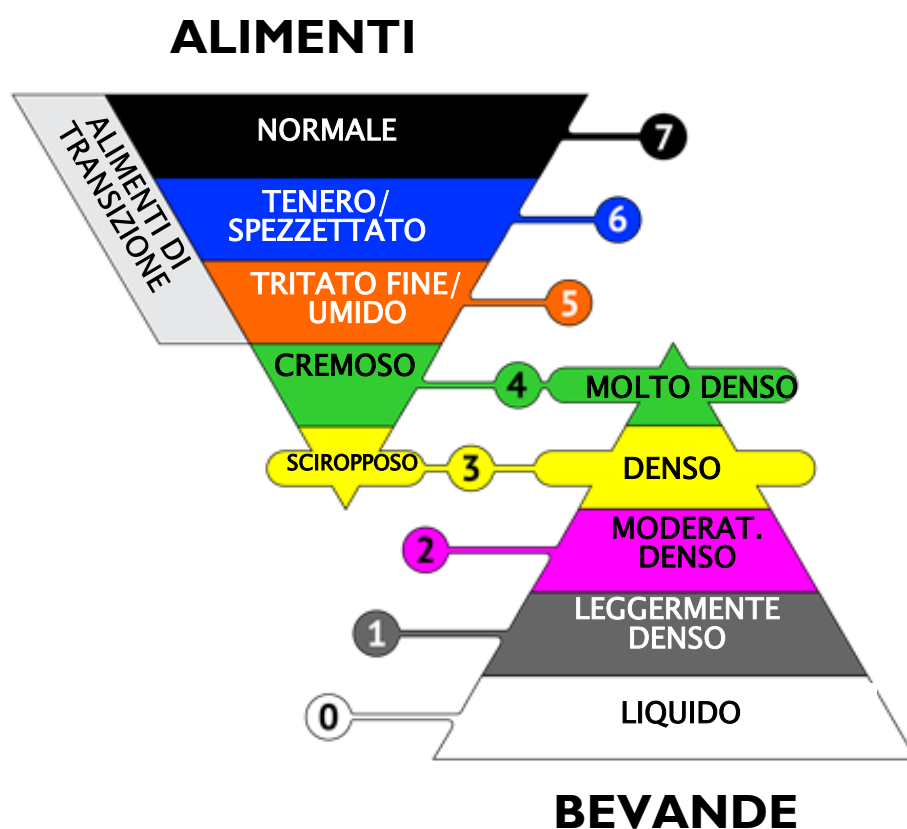 ALIMENTI
ALIMENTI DI
TRANSIZIONE
NORMALE
7
TENERO/
SPEZZETTATO
6
TRITATO FINE/
UMIDO
5
CREMOSO
4
MOLTO DENSO
SCIROPPOSO
3
DENSO
2
MODERAT.
DENSO
1
LEGGERMENTE
DENSO
0
LIQUIDO
BEVANDE